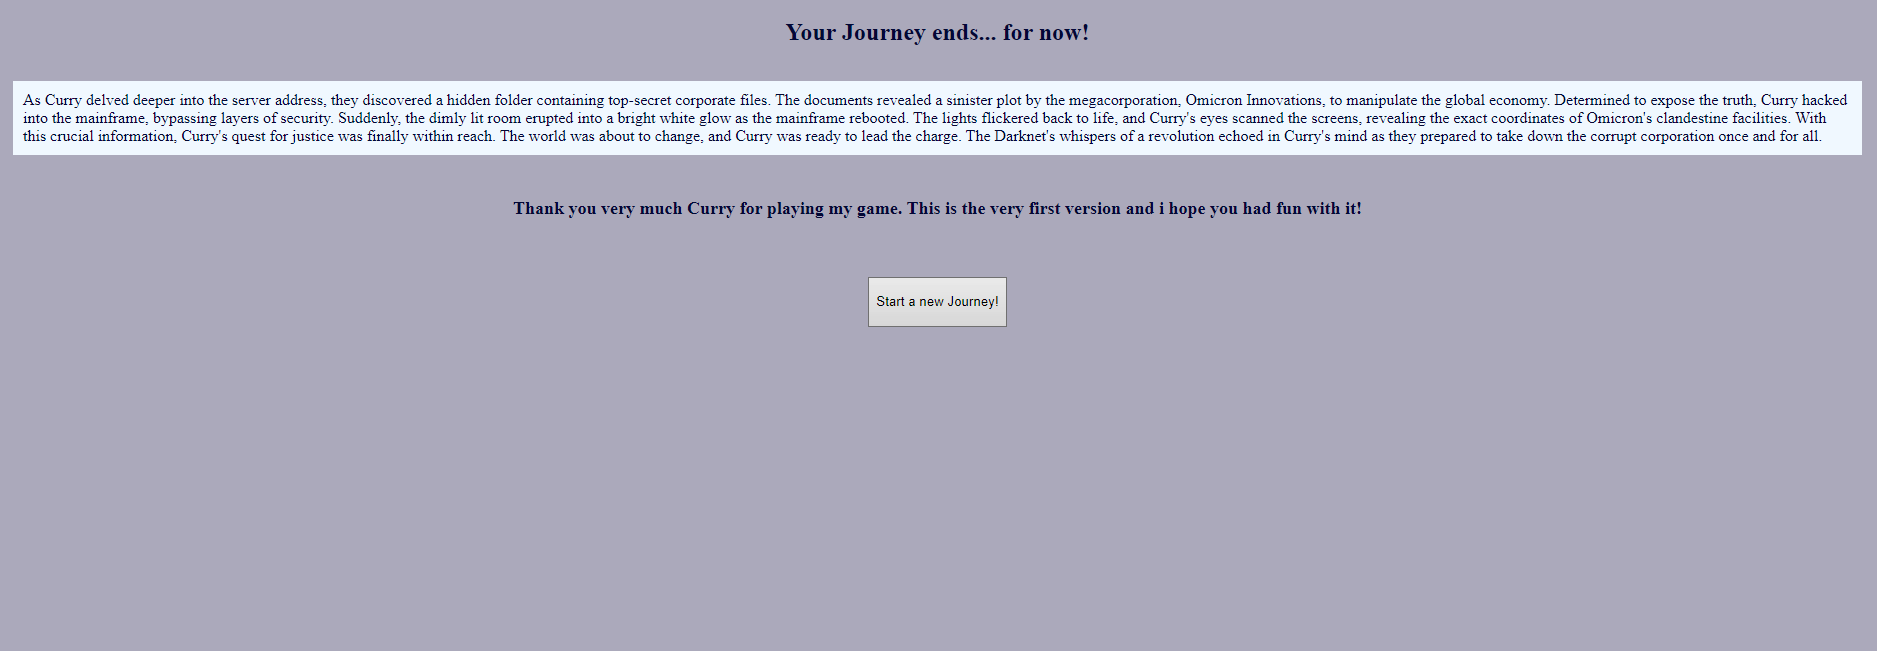 Your Journey ends... for now!
As Curry delved deeper into the server address, they discovered a hidden folder containing top-secret corporate files. The documents revealed a sinister plot by the megacorporation, Omicron Innovations, to manipulate the global economy. Determined to expose the truth, Curry hacked
into the mainframe, bypassing layers of security. Suddenly, the dimly lit room erupted into a bright white glow as the mainframe rebooted. The lights flickered back to life, and Curry's eyes scanned the screens, revealing the exact coordinates of Omicron's clandestine facilities. With
this crucial information, Curry's quest for justice was finally within reach. The world was about to change, and Curry was ready to lead the charge. The Darknet's whispers of a revolution echoed in Curry's mind as they prepared to take down the corrupt corporation once and for all.
Thank you very much Curry for playing my game. This is the very first version and i hope you had fun with it!
Start a new Journey!